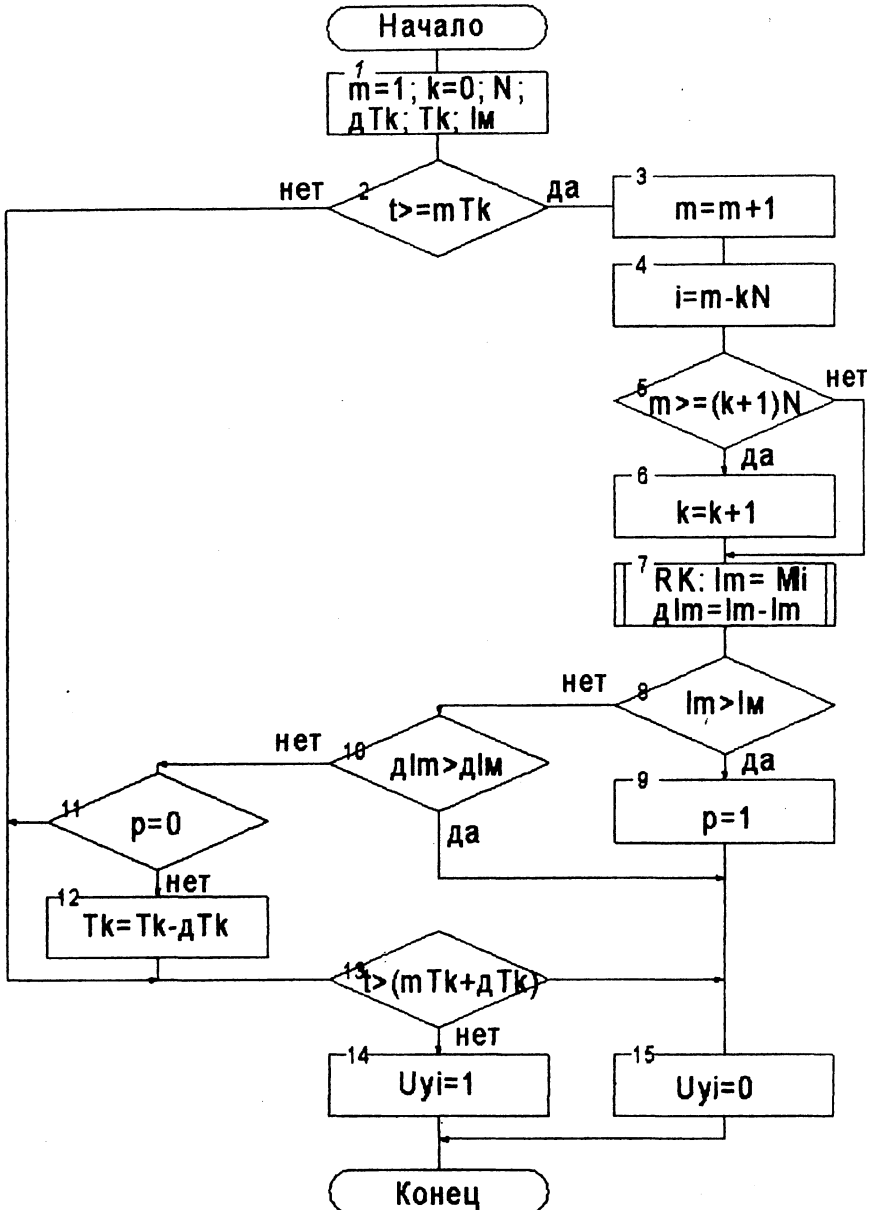 Начало
1
m=1; k=0; N;
дTk; Tk; Iм
нет
2
t>=mTk
да
3
m=m+1
4
i=m-kN
5
m>=(k+1)N
нет
да
6
k=k+1
7
RK: Im= Mi
дIm=Im-Im
нет
8
Im>Iм
да
нет
10
дIm>дIм
да
9
p=1
11
p=0
нет
12
Tk=Tk-дTk
13
t>(mTk+дTk)
нет
14
Uyi=1
15
Uyi=0
Конец